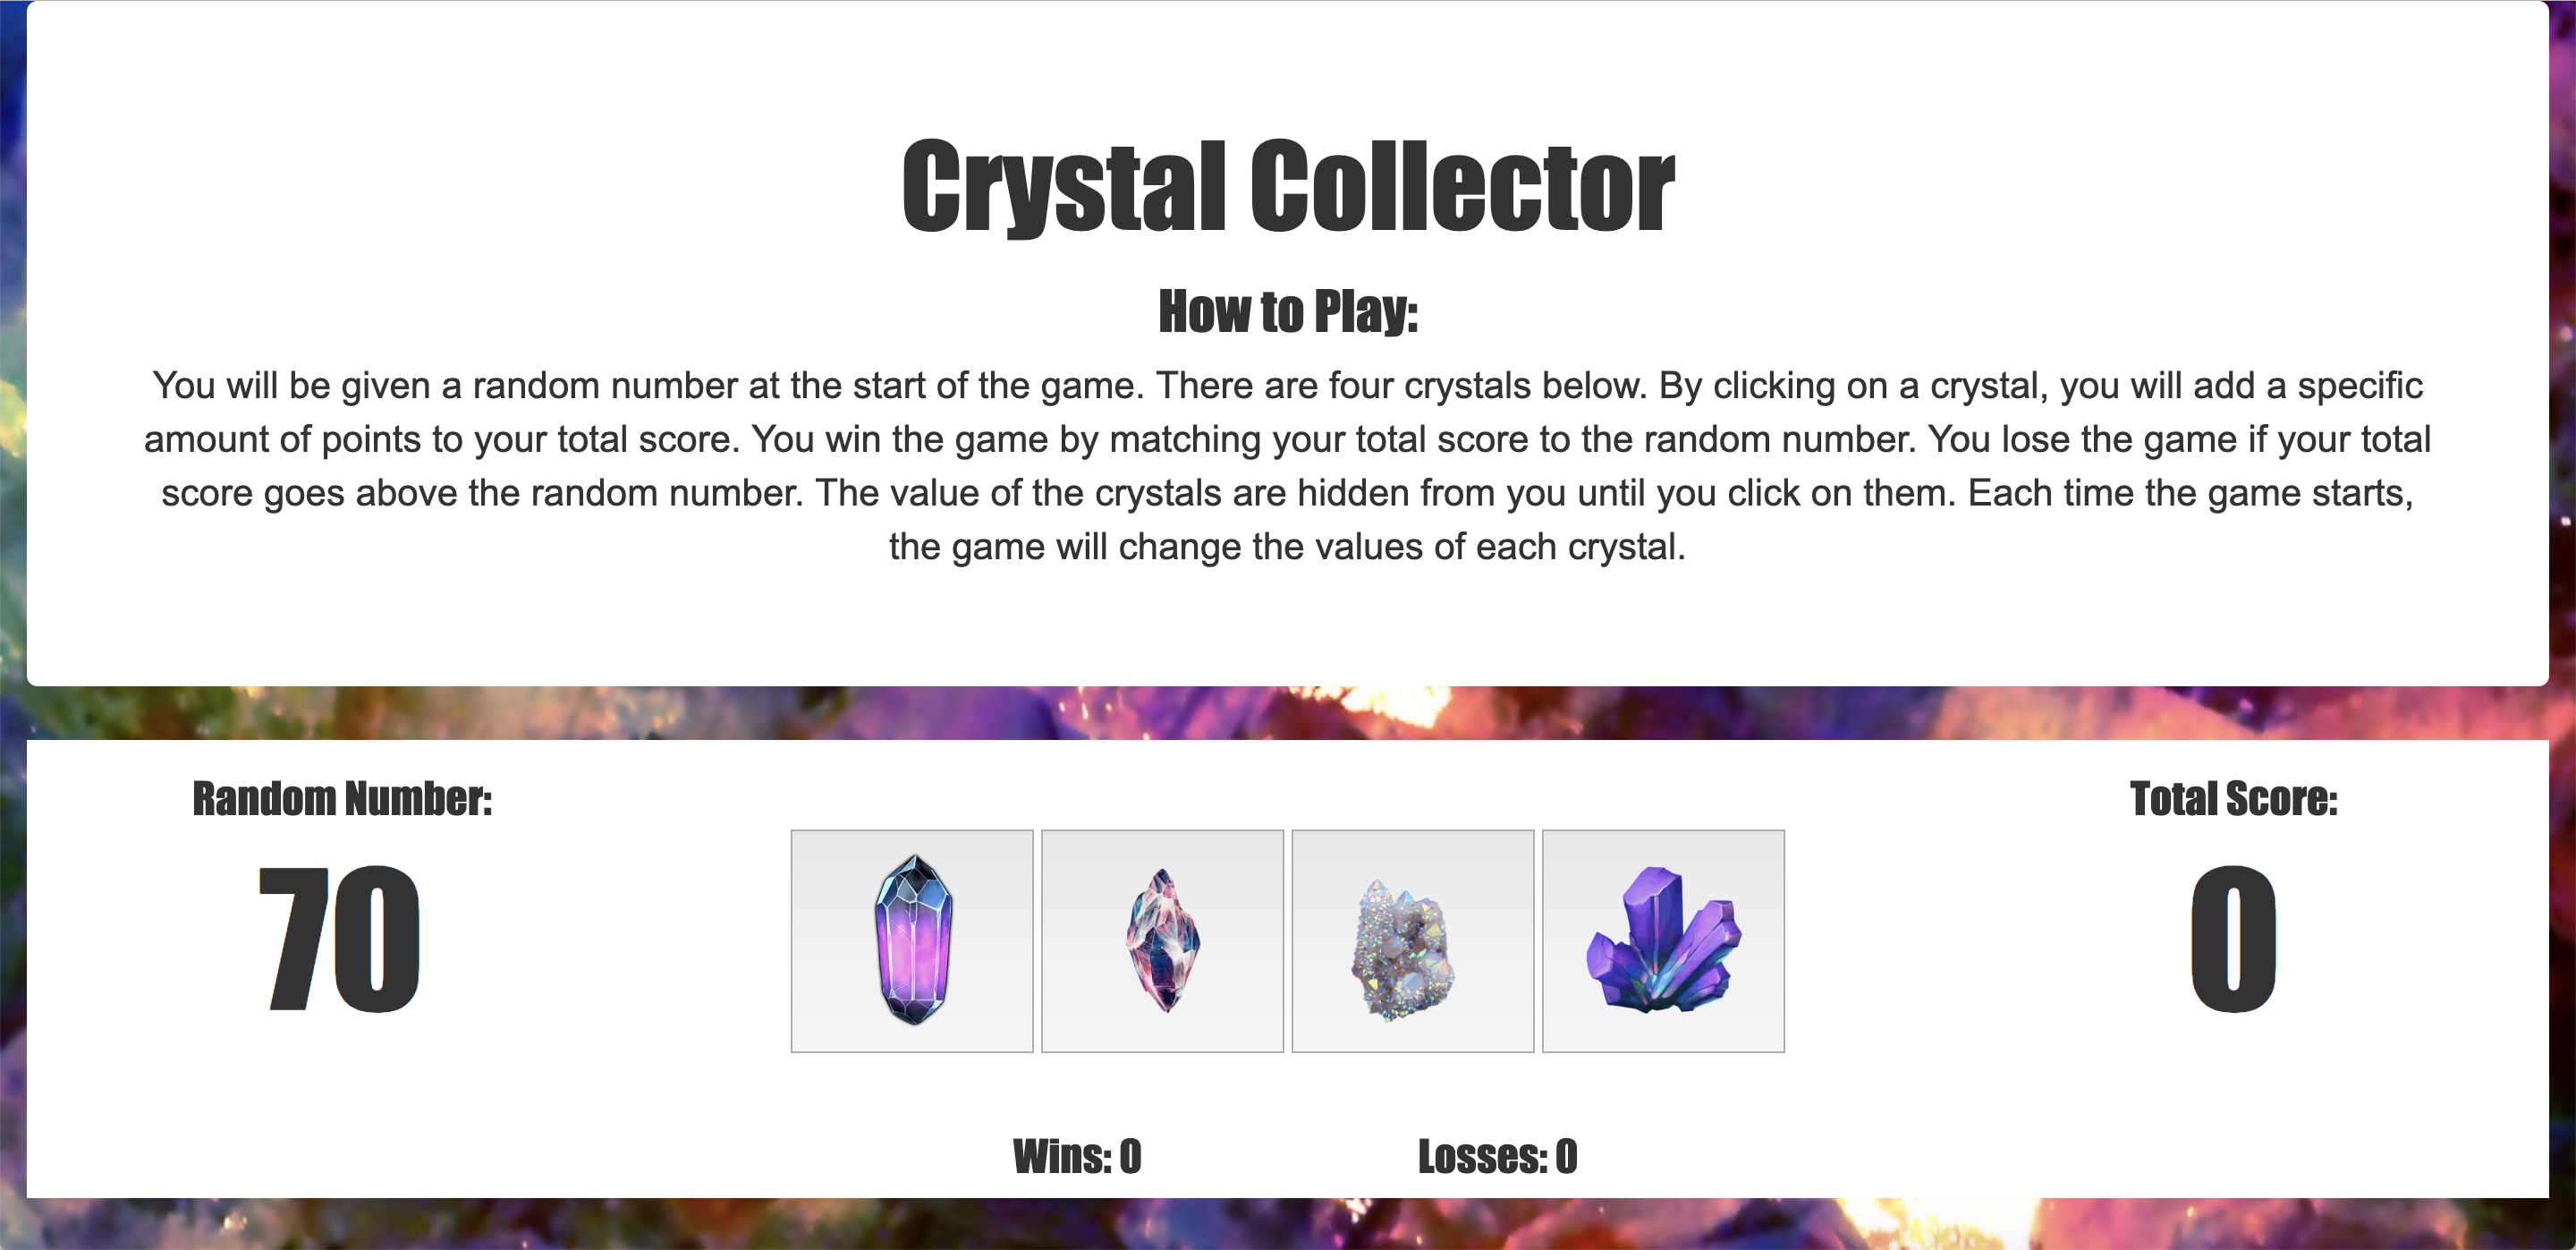 Crystal Collector
How to Play:
You will be given a random number at the start of the game. There are four crystals below. By clicking on a crystal, you will add a specific
amount of points to your total score. You win the game by matching your total score to the random number. You lose the game if your total
score goes above the random number. The value of the crystals are hidden from you until you click on them. Each time the game starts,
the game will change the values of each crystal.
Random Number:
70
Total Score:
0
Wins: 0
Losses: 0